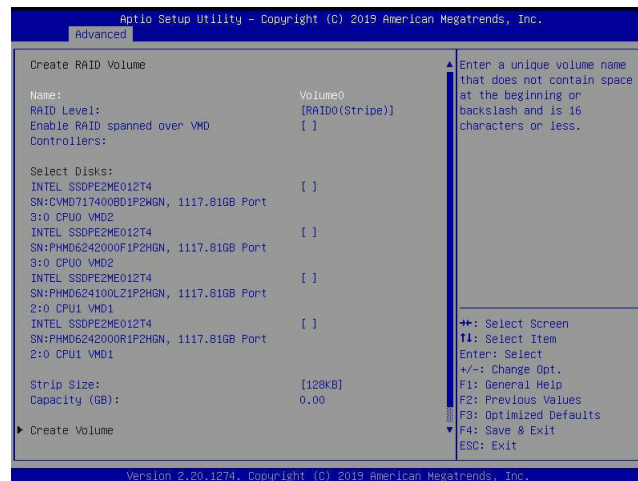 Aptio Setup Utility – Copyright (C) 2019 American Megatrends, Inc.
Advanced
Create RAID Volume
Name: Volume0
RAID Level: [RAID0(Stripe)]
Enable RAID spanned over VMD [ ]
Controllers:
Select Disks:
INTEL SSDPE2ME012T4 [ ]
SN:CVMD717400BD1P2WGN, 1117.81GB Port
3:0 CPU0 VMD2
INTEL SSDPE2ME012T4 [ ]
SN:PHMD6242000F1P2HGN, 1117.81GB Port
3:0 CPU0 VMD2
INTEL SSDPE2ME012T4 [ ]
SN:PHMD624100LZ1P2HGN, 1117.81GB Port
2:0 CPU1 VMD1
INTEL SSDPE2ME012T4 [ ]
SN:PHMD6242000R1P2HGN, 1117.81GB Port
2:0 CPU1 VMD1
Strip Size: [128KB]
Capacity (GB): 0.00
Create Volume
Enter a unique volume name
that does not contain space
at the beginning or
backslash and is 16
characters or less.
→←: Select Screen
↑↓: Select Item
Enter: Select
+/-: Change Opt.
F1: General Help
F2: Previous Values
F3: Optimized Defaults
F4: Save & Exit
ESC: Exit
Version 2.20.1274. Copyright (C) 2019 American Megatrends, Inc.